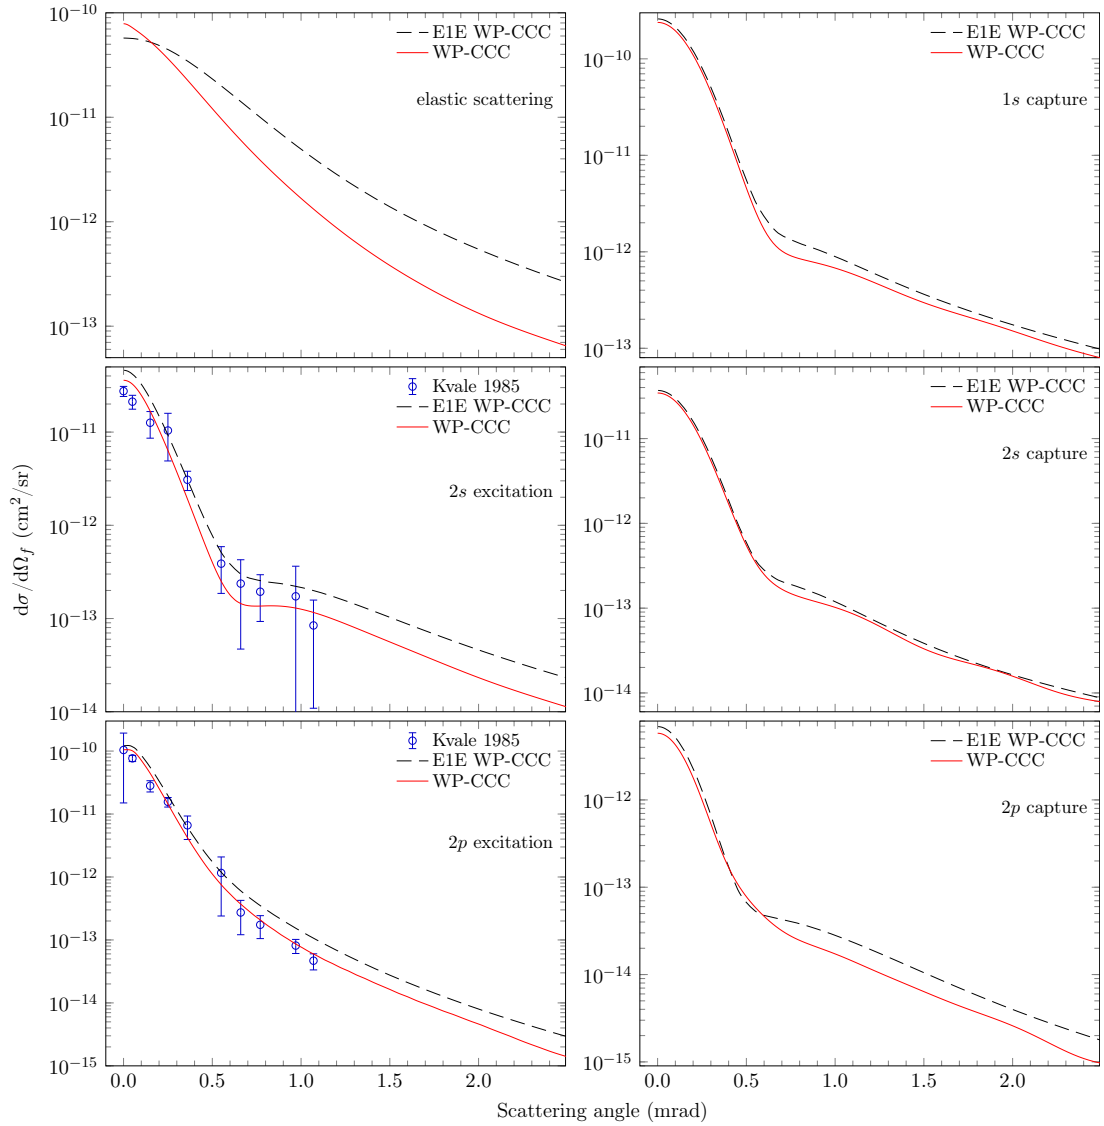 10⁻¹⁰
10⁻¹¹
10⁻¹²
10⁻¹³
E1E WP-CCC
WP-CCC
elastic scattering
10⁻¹⁰
10⁻¹¹
10⁻¹²
10⁻¹³
E1E WP-CCC
WP-CCC
1s capture
10⁻¹¹
10⁻¹²
10⁻¹³
10⁻¹⁴
Kvale 1985
E1E WP-CCC
WP-CCC
2s excitation
10⁻¹¹
10⁻¹²
10⁻¹³
10⁻¹⁴
E1E WP-CCC
WP-CCC
2s capture
dσ/dΩ_f (cm²/sr)
10⁻¹⁰
10⁻¹¹
10⁻¹²
10⁻¹³
10⁻¹⁴
10⁻¹⁵
Kvale 1985
E1E WP-CCC
WP-CCC
2p excitation
0.0 0.5 1.0 1.5 2.0
10⁻¹²
10⁻¹³
10⁻¹⁴
10⁻¹⁵
E1E WP-CCC
WP-CCC
2p capture
0.0 0.5 1.0 1.5 2.0
Scattering angle (mrad)